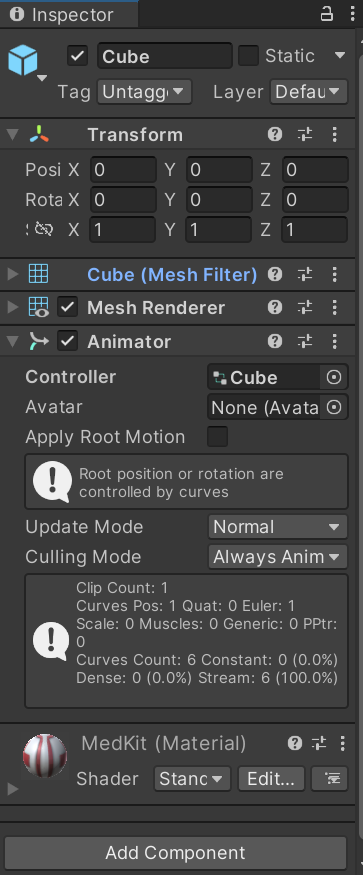 Inspector
Cube
Static
Tag Untagg Layer Defau
Transform
Posi X 0 Y 0 Z 0
Rota X 0 Y 0 Z 0
S X 1 Y 1 Z 1
Cube (Mesh Filter)
Mesh Renderer
Animator
Controller Cube
Avatar None (Avata
Apply Root Motion
Root position or rotation are
controlled by curves
Update Mode Normal
Culling Mode Always Anim
Clip Count: 1
Curves Pos: 1 Quat: 0 Euler: 1
Scale: 0 Muscles: 0 Generic: 0 PPtr:
0
Curves Count: 6 Constant: 0 (0.0%)
Dense: 0 (0.0%) Stream: 6 (100.0%)
MedKit (Material)
Shader Stand Edit...
Add Component